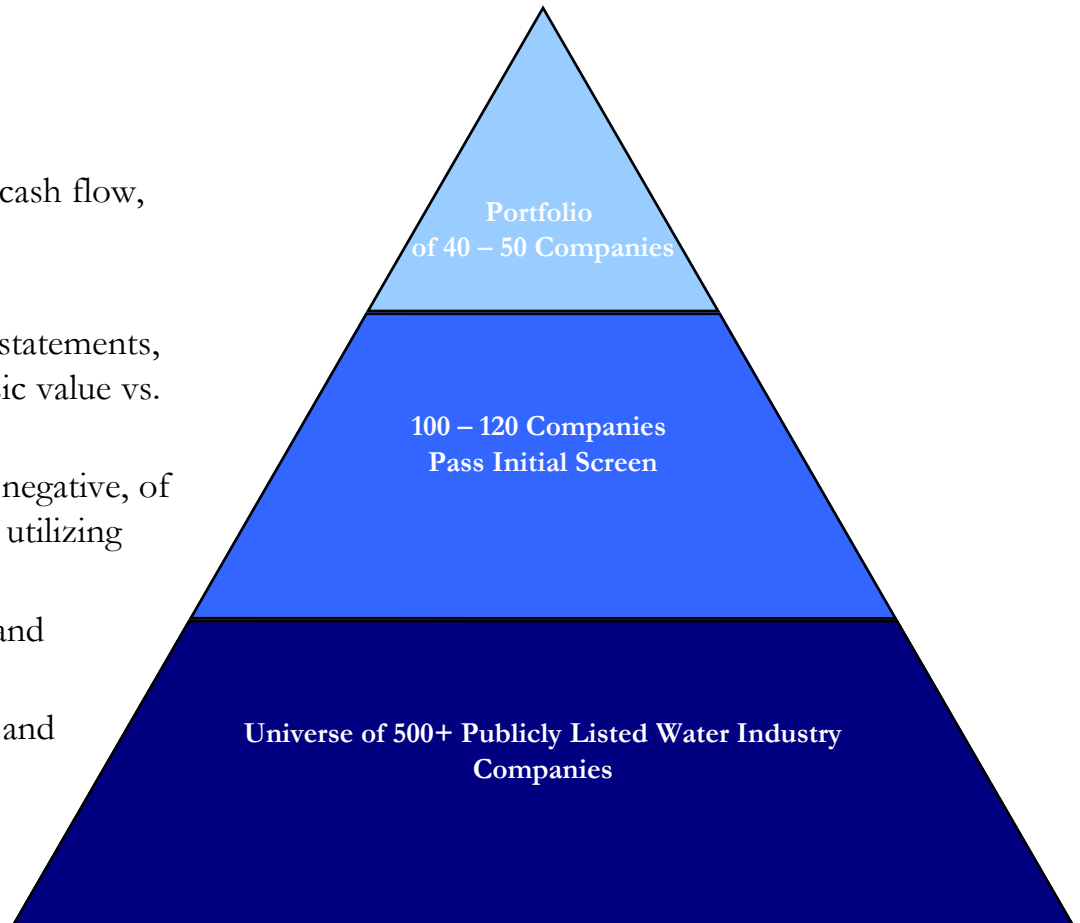 cash flow,
statements,
sic value vs.
negative, of
utilizing
and
and
Portfolio
of 40 – 50 Companies
100 – 120 Companies
Pass Initial Screen
Universe of 500+ Publicly Listed Water Industry
Companies